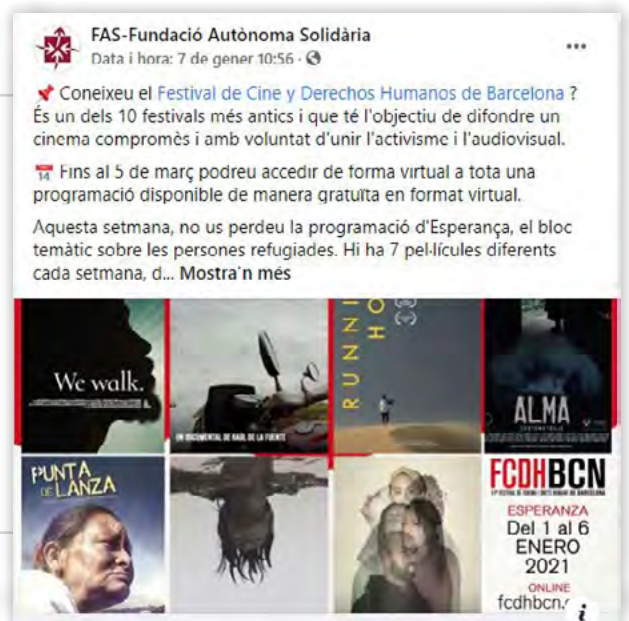 FAS-Fundació Autònoma Solidària
Data i hora: 7 de gener 10:56 ·
Coneixeu el Festival de Cine y Derechos Humanos de Barcelona ?
És un dels 10 festivals més antics i que té l'objectiu de difondre un
cinema compromès i amb voluntat d'unir l'activisme i l'audiovisual.
14
Fins al 5 de març podreu accedir de forma virtual a tota una
programació disponible de manera gratuïta en format virtual.
Aquesta setmana, no us perdeu la programació d'Esperança, el bloc
temàtic sobre les persones refugiades. Hi ha 7 pel·lícules diferents
cada setmana, d... Mostra'n més
We walk.
UN DOCUMENTAL DE RAÚL DE LA FUENTE
RUNNI
HO
ALMA
PUNTA
DE LANZA
FCDHBCN
ESPERANZA
Del 1 al 6
ENERO
2021
ONLINE
fcdhbcn.